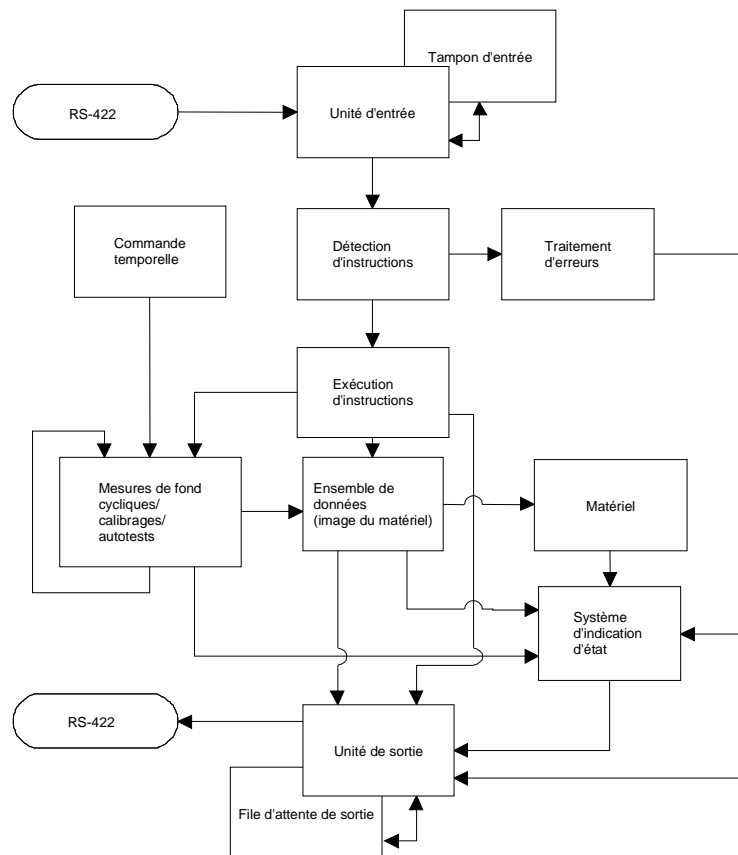 Tampon d'entrée
RS-422
Unité d'entrée
Commande
temporelle
Détection
d'instructions
Traitement
d'erreurs
Exécution
d'instructions
Mesures de fond
cycliques/
calibrages/
autotests
Ensemble de
données
(image du matériel)
Matériel
Système
d'indication
d'état
RS-422
Unité de sortie
File d'attente de sortie